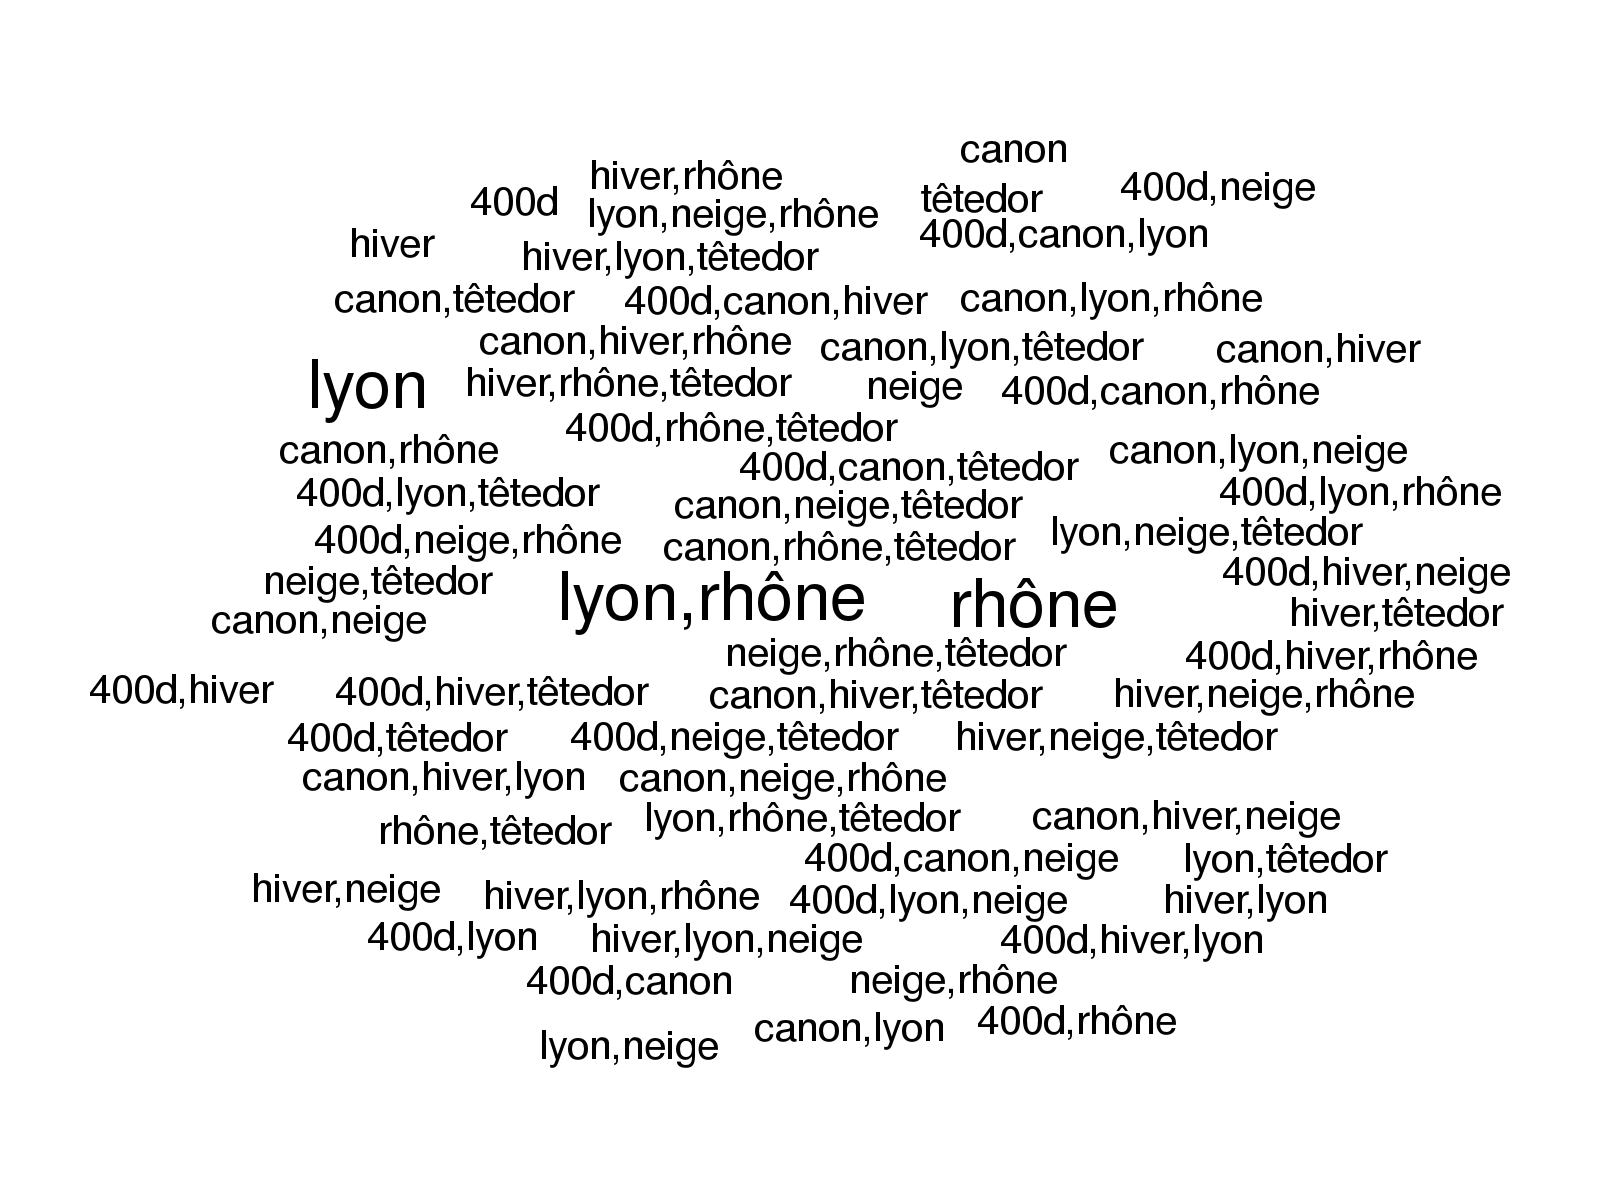 canon
hiver,rhône
400d,neige
400d
têtedor
lyon,neige,rhône
400d,canon,lyon
hiver
hiver,lyon,têtedor
canon,têtedor
400d,canon,hiver
canon,lyon,rhône
canon,hiver,rhône
canon,lyon,têtedor
canon,hiver
lyon
hiver,rhône,têtedor
neige
400d,canon,rhône
400d,rhône,têtedor
canon,rhône
canon,lyon,neige
400d,canon,têtedor
400d,lyon,têtedor
400d,lyon,rhône
canon,neige,têtedor
400d,neige,rhône
canon,rhône,têtedor
lyon,neige,têtedor
neige,têtedor
400d,hiver,neige
lyon,rhône
rhône
canon,neige
hiver,têtedor
neige,rhône,têtedor
400d,hiver,rhône
400d,hiver
400d,hiver,têtedor
canon,hiver,têtedor
hiver,neige,rhône
400d,têtedor
400d,neige,têtedor
hiver,neige,têtedor
canon,hiver,lyon
canon,neige,rhône
rhône,têtedor
lyon,rhône,têtedor
canon,hiver,neige
400d,canon,neige
lyon,têtedor
hiver,neige
hiver,lyon,rhône
400d,lyon,neige
hiver,lyon
400d,lyon
hiver,lyon,neige
400d,hiver,lyon
400d,canon
neige,rhône
canon,lyon
400d,rhône
lyon,neige